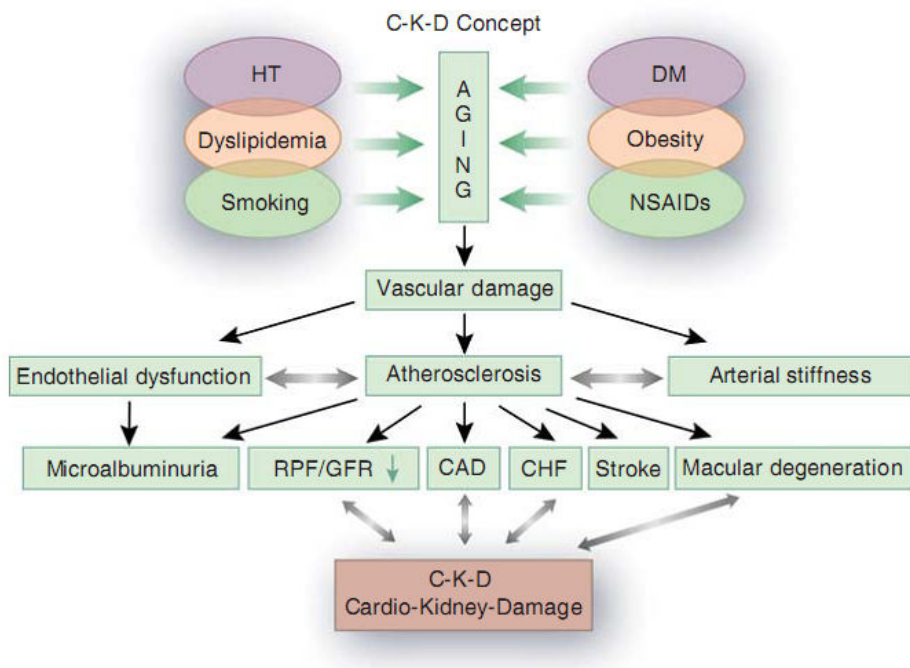 C-K-D Concept
HT
Dyslipidemia
Smoking
A
G
I
N
G
DM
Obesity
NSAIDs
Vascular damage
Endothelial dysfunction
Atherosclerosis
Arterial stiffness
Microalbuminuria
RPF/GFR
CAD
CHF
Stroke
Macular degeneration
C-K-D
Cardio-Kidney-Damage